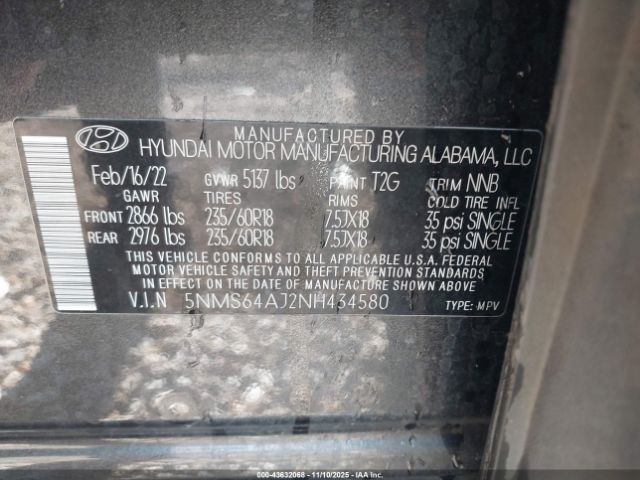 MANUFACTURED BY
HYUNDAI MOTOR MANUFACTURING ALABAMA, LLC
Feb/16/22 GVWR 5137 lbs PAINT T2G TRIM NNB
GAWR TIRES RIMS COLD TIRE INFL
FRONT 2866 lbs 235/60R18 7.5JX18 35 psi SINGLE
REAR 2976 lbs 235/60R18 7.5JX18 35 psi SINGLE
THIS VEHICLE CONFORMS TO ALL APPLICABLE U.S.A. FEDERAL
MOTOR VEHICLE SAFETY AND THEFT PREVENTION STANDARDS
IN EFFECT ON THE DATE OF MANUFACTURE SHOWN ABOVE.
V.I.N 5NMS64AJ2NH434580 TYPE: MPV
000-43632068 - 11/10/2025 - IAAI.COM